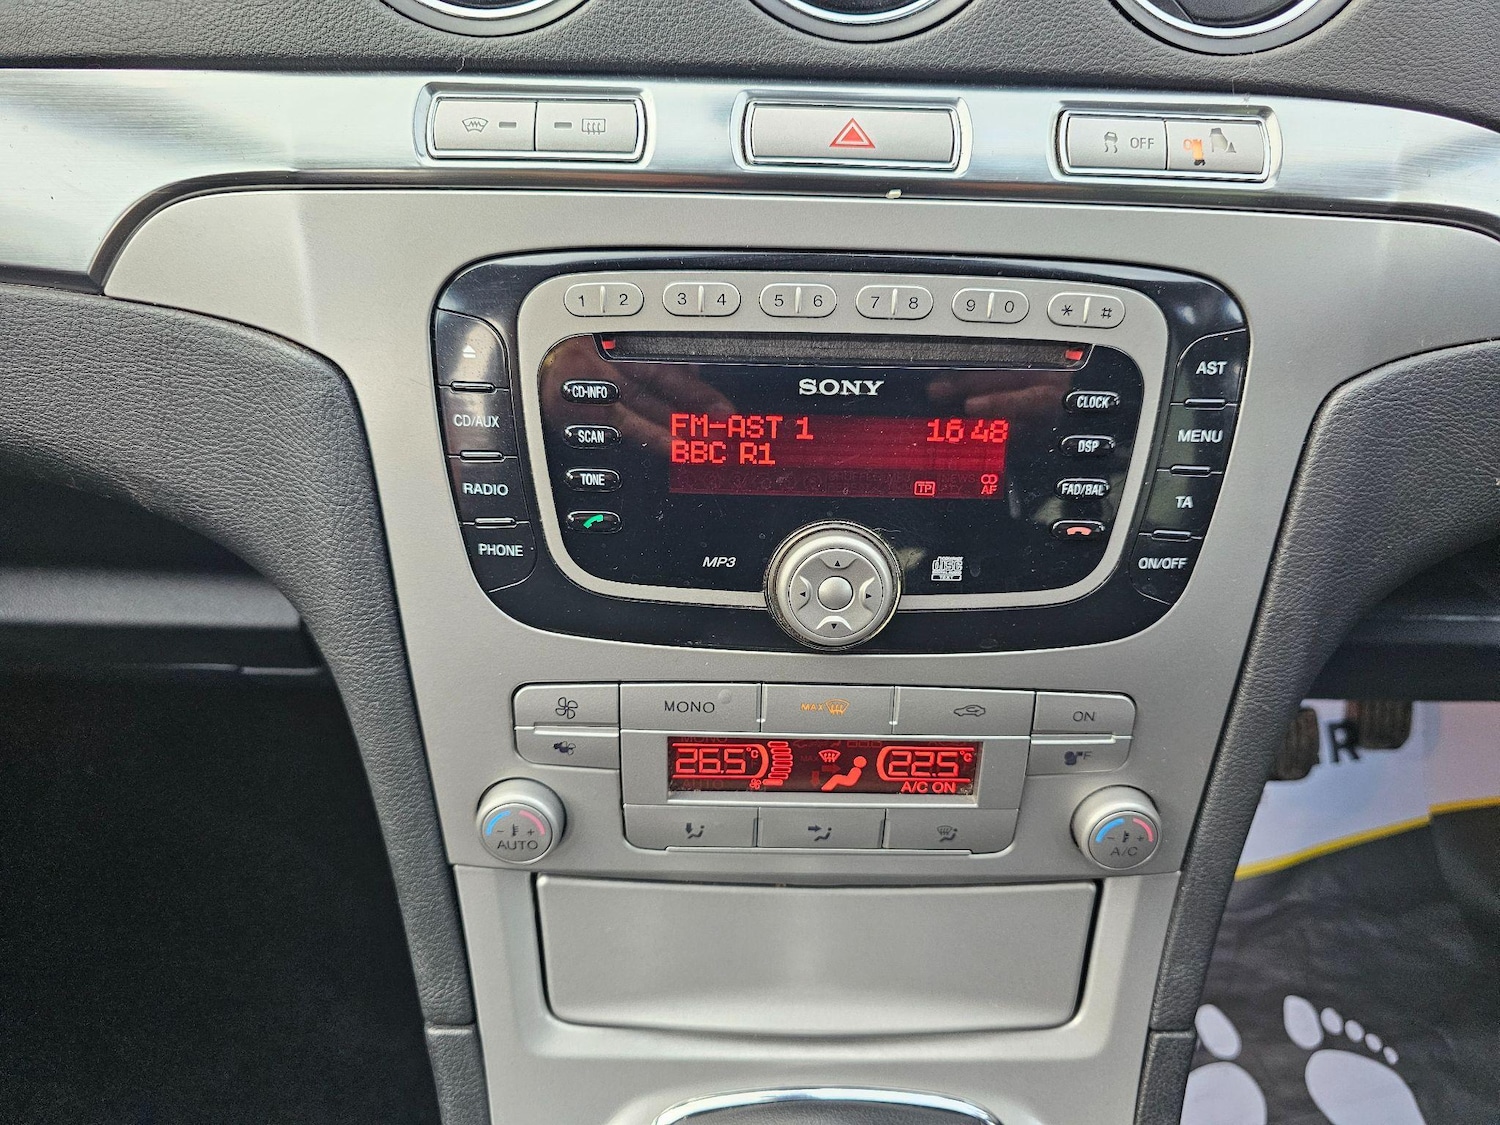 OFF
1 2 3 4 5 6 7 8 9 0 * #
SONY
CD-INFO
SCAN
TONE
CD/AUX
RADIO
PHONE
FM-AST 1 16 48
BBC R1
TP
AF
CLOCK
DSP
FAD/BAL
AST
MENU
TA
ON/OFF
MP3
disc
TEXT
MONO
MAX
ON
26.5°C
22.5°C
A/C ON
AUTO
A/C